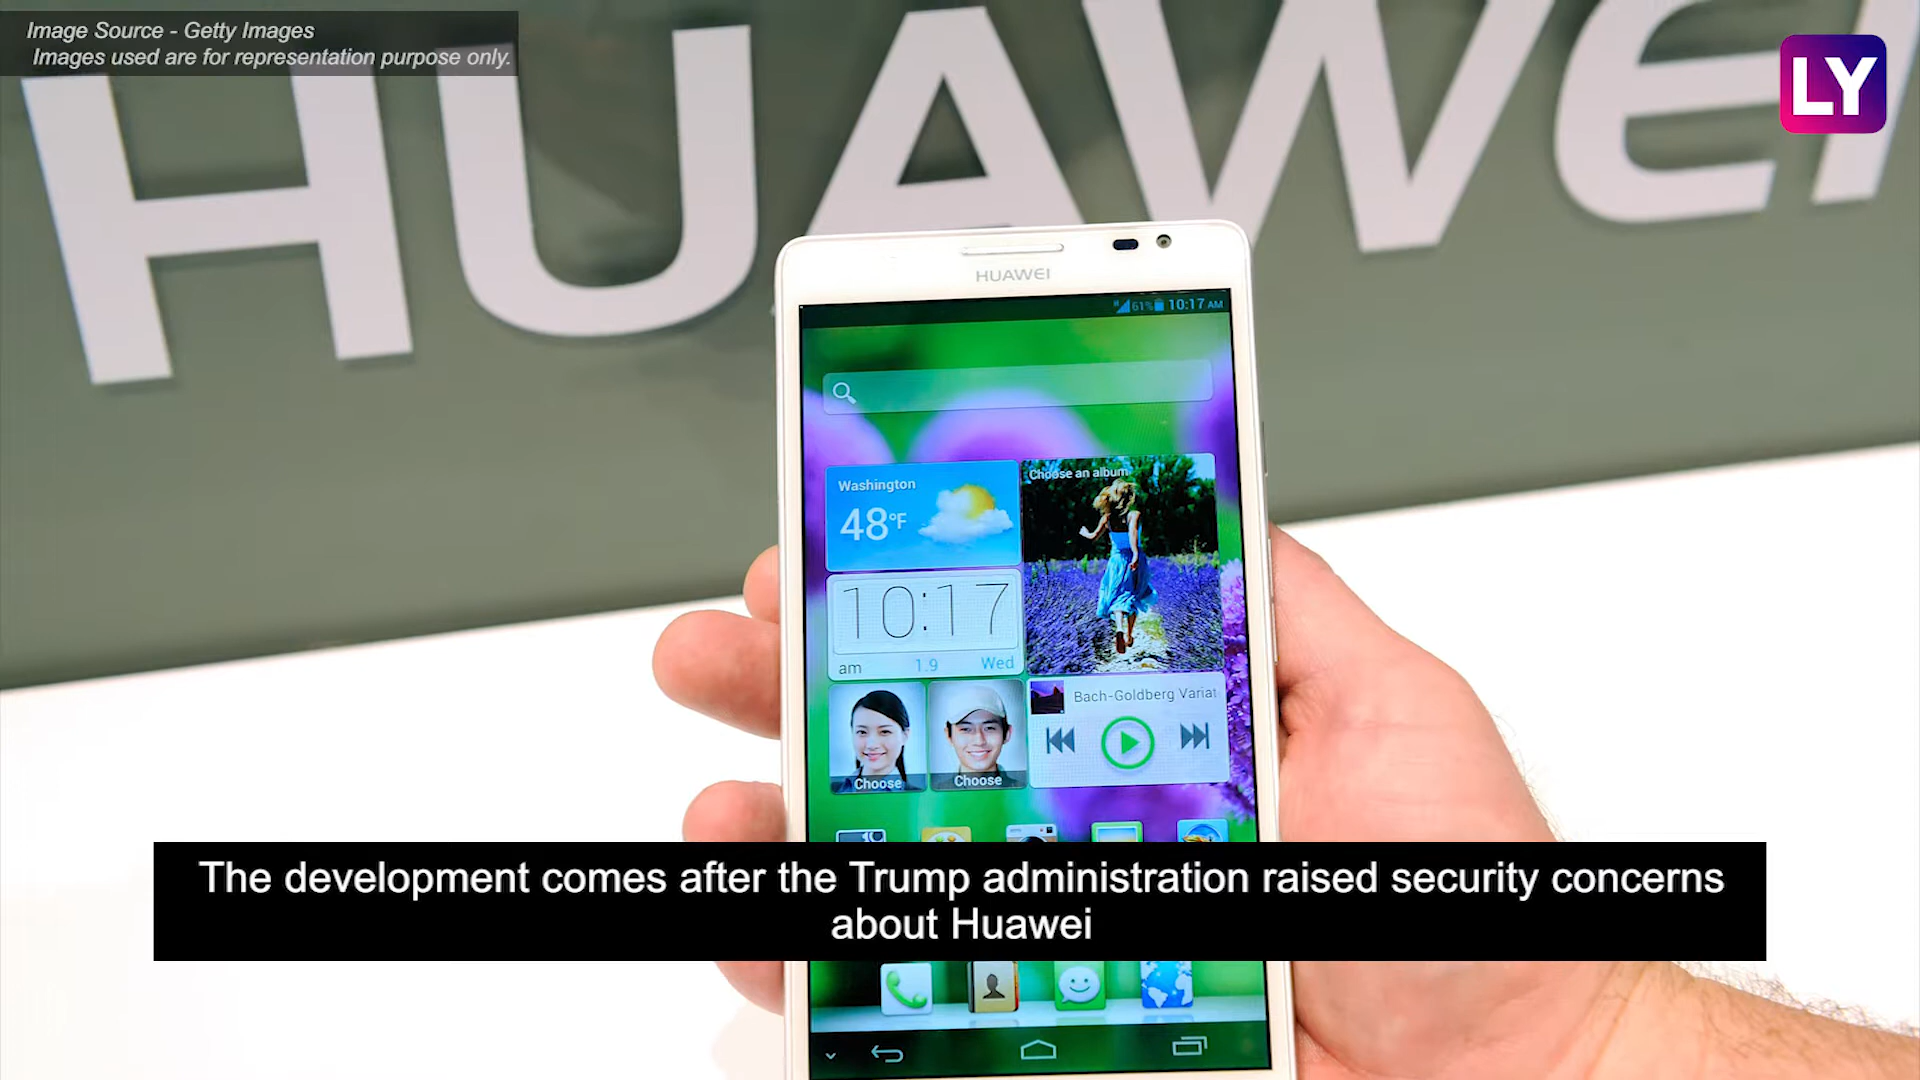 Image Source - Getty Images
Images used are for representation purpose only.
LY
HUAWEI
HUAWEI
61% 10:17 AM
Choose an album
Washington
48°F
10:17
am 1.9 Wed
Bach-Goldberg Variat
Choose
Choose
The development comes after the Trump administration raised security concerns
about Huawei